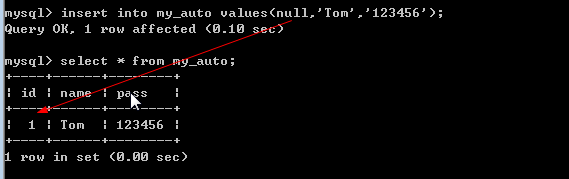 mysql> insert into my_auto values(null,'Tom','123456');
Query OK, 1 row affected (0.10 sec)
mysql> select * from my_auto;
+----+------+--------+
| id | name | pass   |
+----+------+--------+
|  1 | Tom  | 123456 |
+----+------+--------+
1 row in set (0.00 sec)